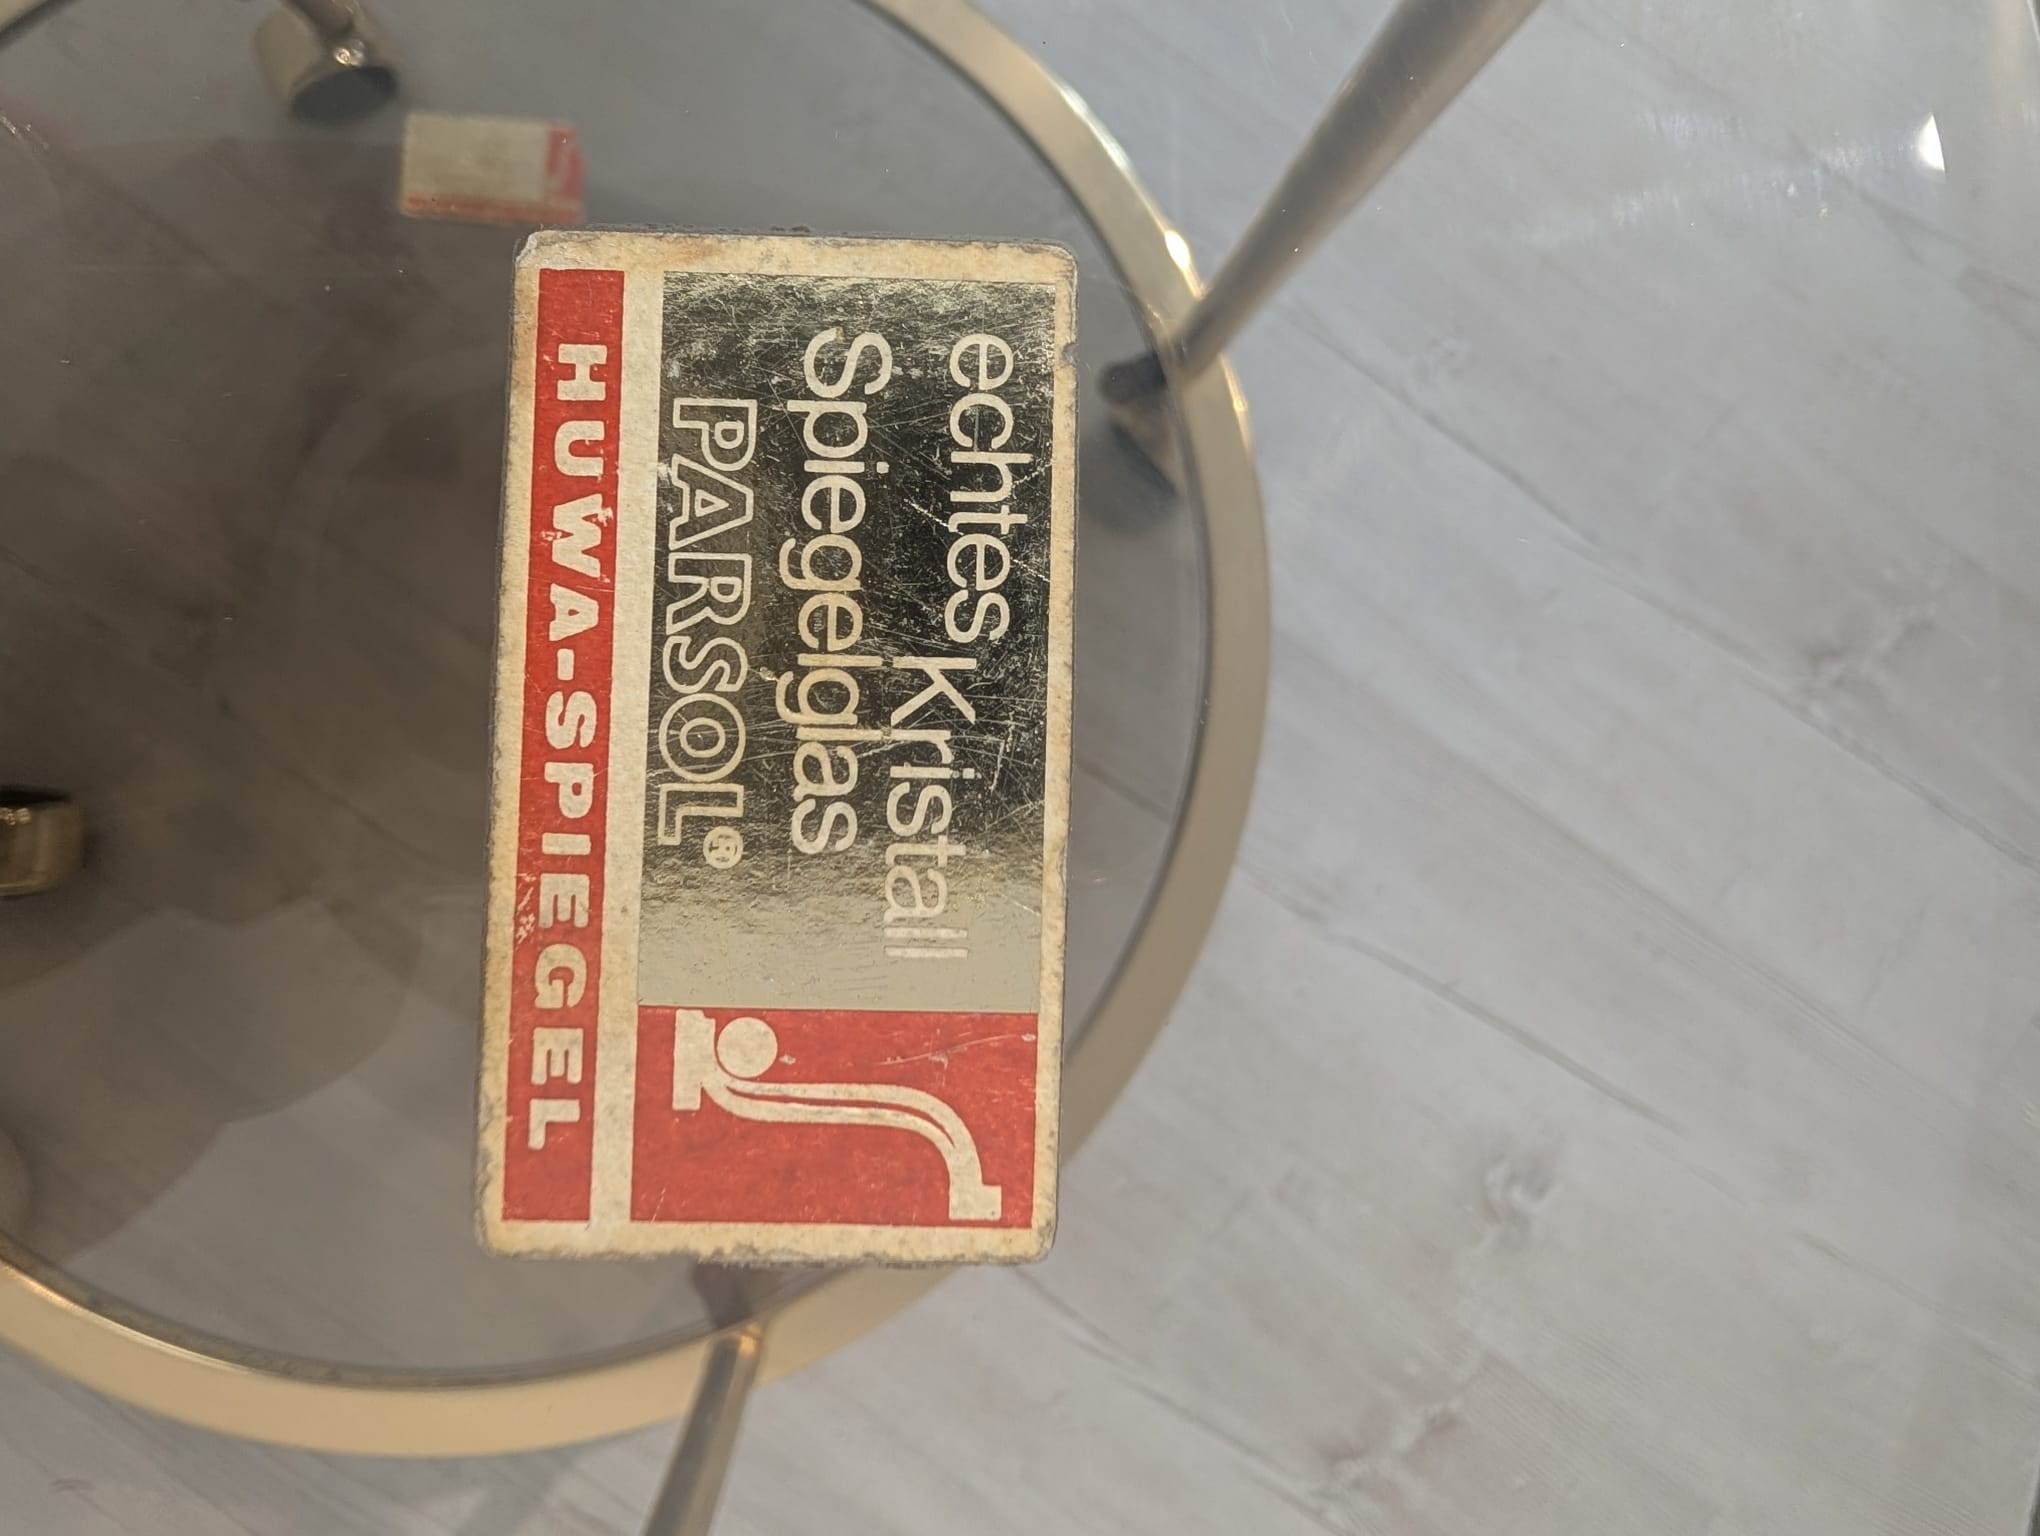 echtes Kristall
Spiegelglas
PARSOL®
HUWA-SPIEGEL